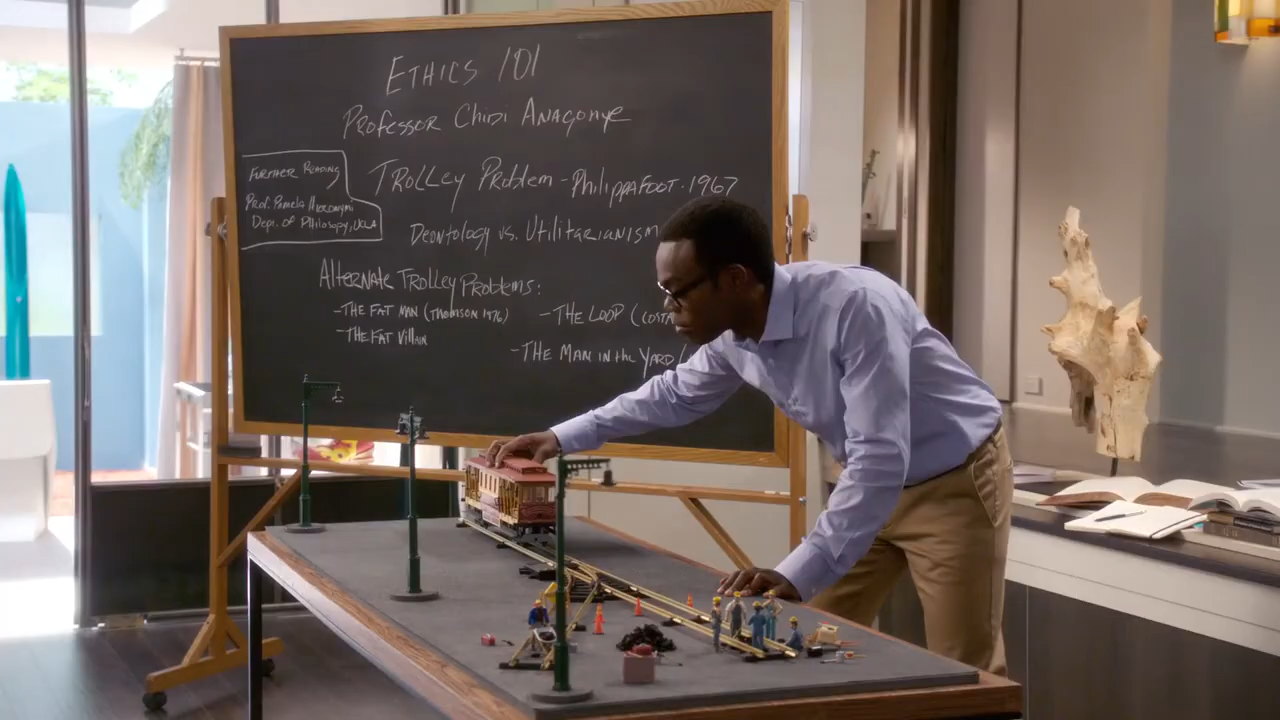 ETHICS 101
PROFESSOR CHIDI ANAGONYE
FURTHER READING
PROF. PAMELA HIERONYMI
DEPT. OF PHILOSOPY, UCLA
TROLLEY PROBLEM - PHILIPPA FOOT. 1967
DEONTOLOGY VS. UTILITARIANISM
ALTERNATE TROLLEY PROBLEMS:
- THE FAT MAN (THOMSON 1976)
- THE FAT VILLAIN
- THE LOOP (COSTA
- THE MAN IN the YARD (